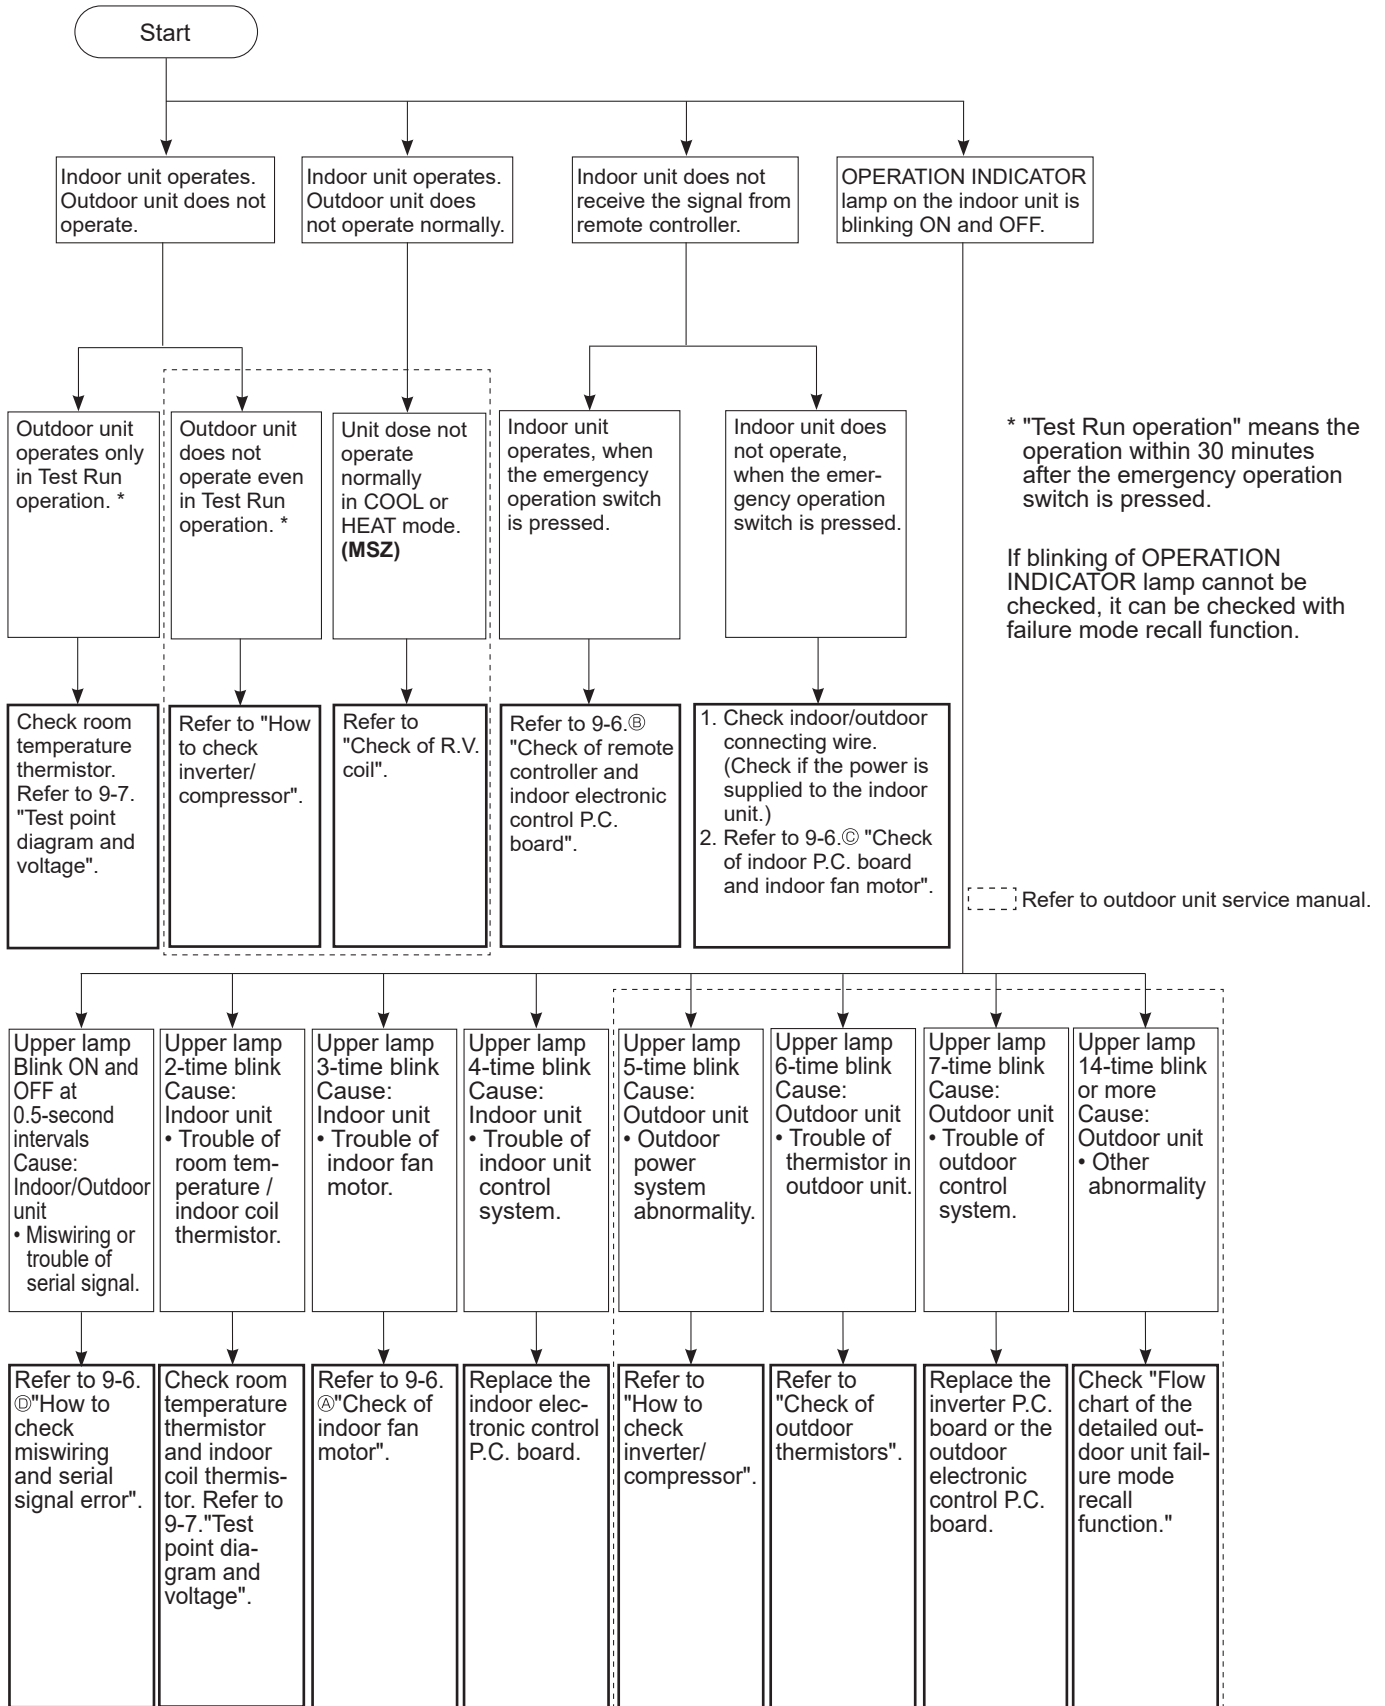 Start
Indoor unit operates.
Outdoor unit does not
operate.
Indoor unit operates.
Outdoor unit does
not operate normally.
Indoor unit does not
receive the signal from
remote controller.
OPERATION INDICATOR
lamp on the indoor unit is
blinking ON and OFF.
Outdoor unit
operates only
in Test Run
operation. *
Outdoor unit
does not
operate even
in Test Run
operation. *
Unit dose not
operate
normally
in COOL or
HEAT mode.
(MSZ)
Indoor unit
operates, when
the emergency
operation switch
is pressed.
Indoor unit does
not operate,
when the emer-
gency operation
switch is pressed.
* "Test Run operation" means the
operation within 30 minutes
after the emergency operation
switch is pressed.
If blinking of OPERATION
INDICATOR lamp cannot be
checked, it can be checked with
failure mode recall function.
Check room
temperature
thermistor.
Refer to 9-7.
"Test point
diagram and
voltage".
Refer to "How
to check
inverter/
compressor".
Refer to
"Check of R.V.
coil".
Refer to 9-6.Ⓑ
"Check of remote
controller and
indoor electronic
control P.C.
board".
1. Check indoor/outdoor
connecting wire.
(Check if the power is
supplied to the indoor
unit.)
2. Refer to 9-6.Ⓒ "Check
of indoor P.C. board
and indoor fan motor".
Refer to outdoor unit service manual.
Upper lamp
Blink ON and
OFF at
0.5-second
intervals
Cause:
Indoor/Outdoor
unit
• Miswiring or
trouble of
serial signal.
Upper lamp
2-time blink
Cause:
Indoor unit
• Trouble of
room tem-
perature /
indoor coil
thermistor.
Upper lamp
3-time blink
Cause:
Indoor unit
• Trouble of
indoor fan
motor.
Upper lamp
4-time blink
Cause:
Indoor unit
• Trouble of
indoor unit
control
system.
Upper lamp
5-time blink
Cause:
Outdoor unit
• Outdoor
power
system
abnormality.
Upper lamp
6-time blink
Cause:
Outdoor unit
• Trouble of
thermistor in
outdoor unit.
Upper lamp
7-time blink
Cause:
Outdoor unit
• Trouble of
outdoor
control
system.
Upper lamp
14-time blink
or more
Cause:
Outdoor unit
• Other
abnormality
Refer to 9-6.
Ⓓ"How to
check
miswiring
and serial
signal error".
Check room
temperature
thermistor
and indoor
coil thermis-
tor. Refer to
9-7."Test
point dia-
gram and
voltage".
Refer to 9-6.
Ⓐ"Check of
indoor fan
motor".
Replace the
indoor elec-
tronic control
P.C. board.
Refer to
"How to
check
inverter/
compressor".
Refer to
"Check of
outdoor
thermistors".
Replace the
inverter P.C.
board or the
outdoor
electronic
control P.C.
board.
Check "Flow
chart of the
detailed out-
door unit fail-
ure mode
recall
function."